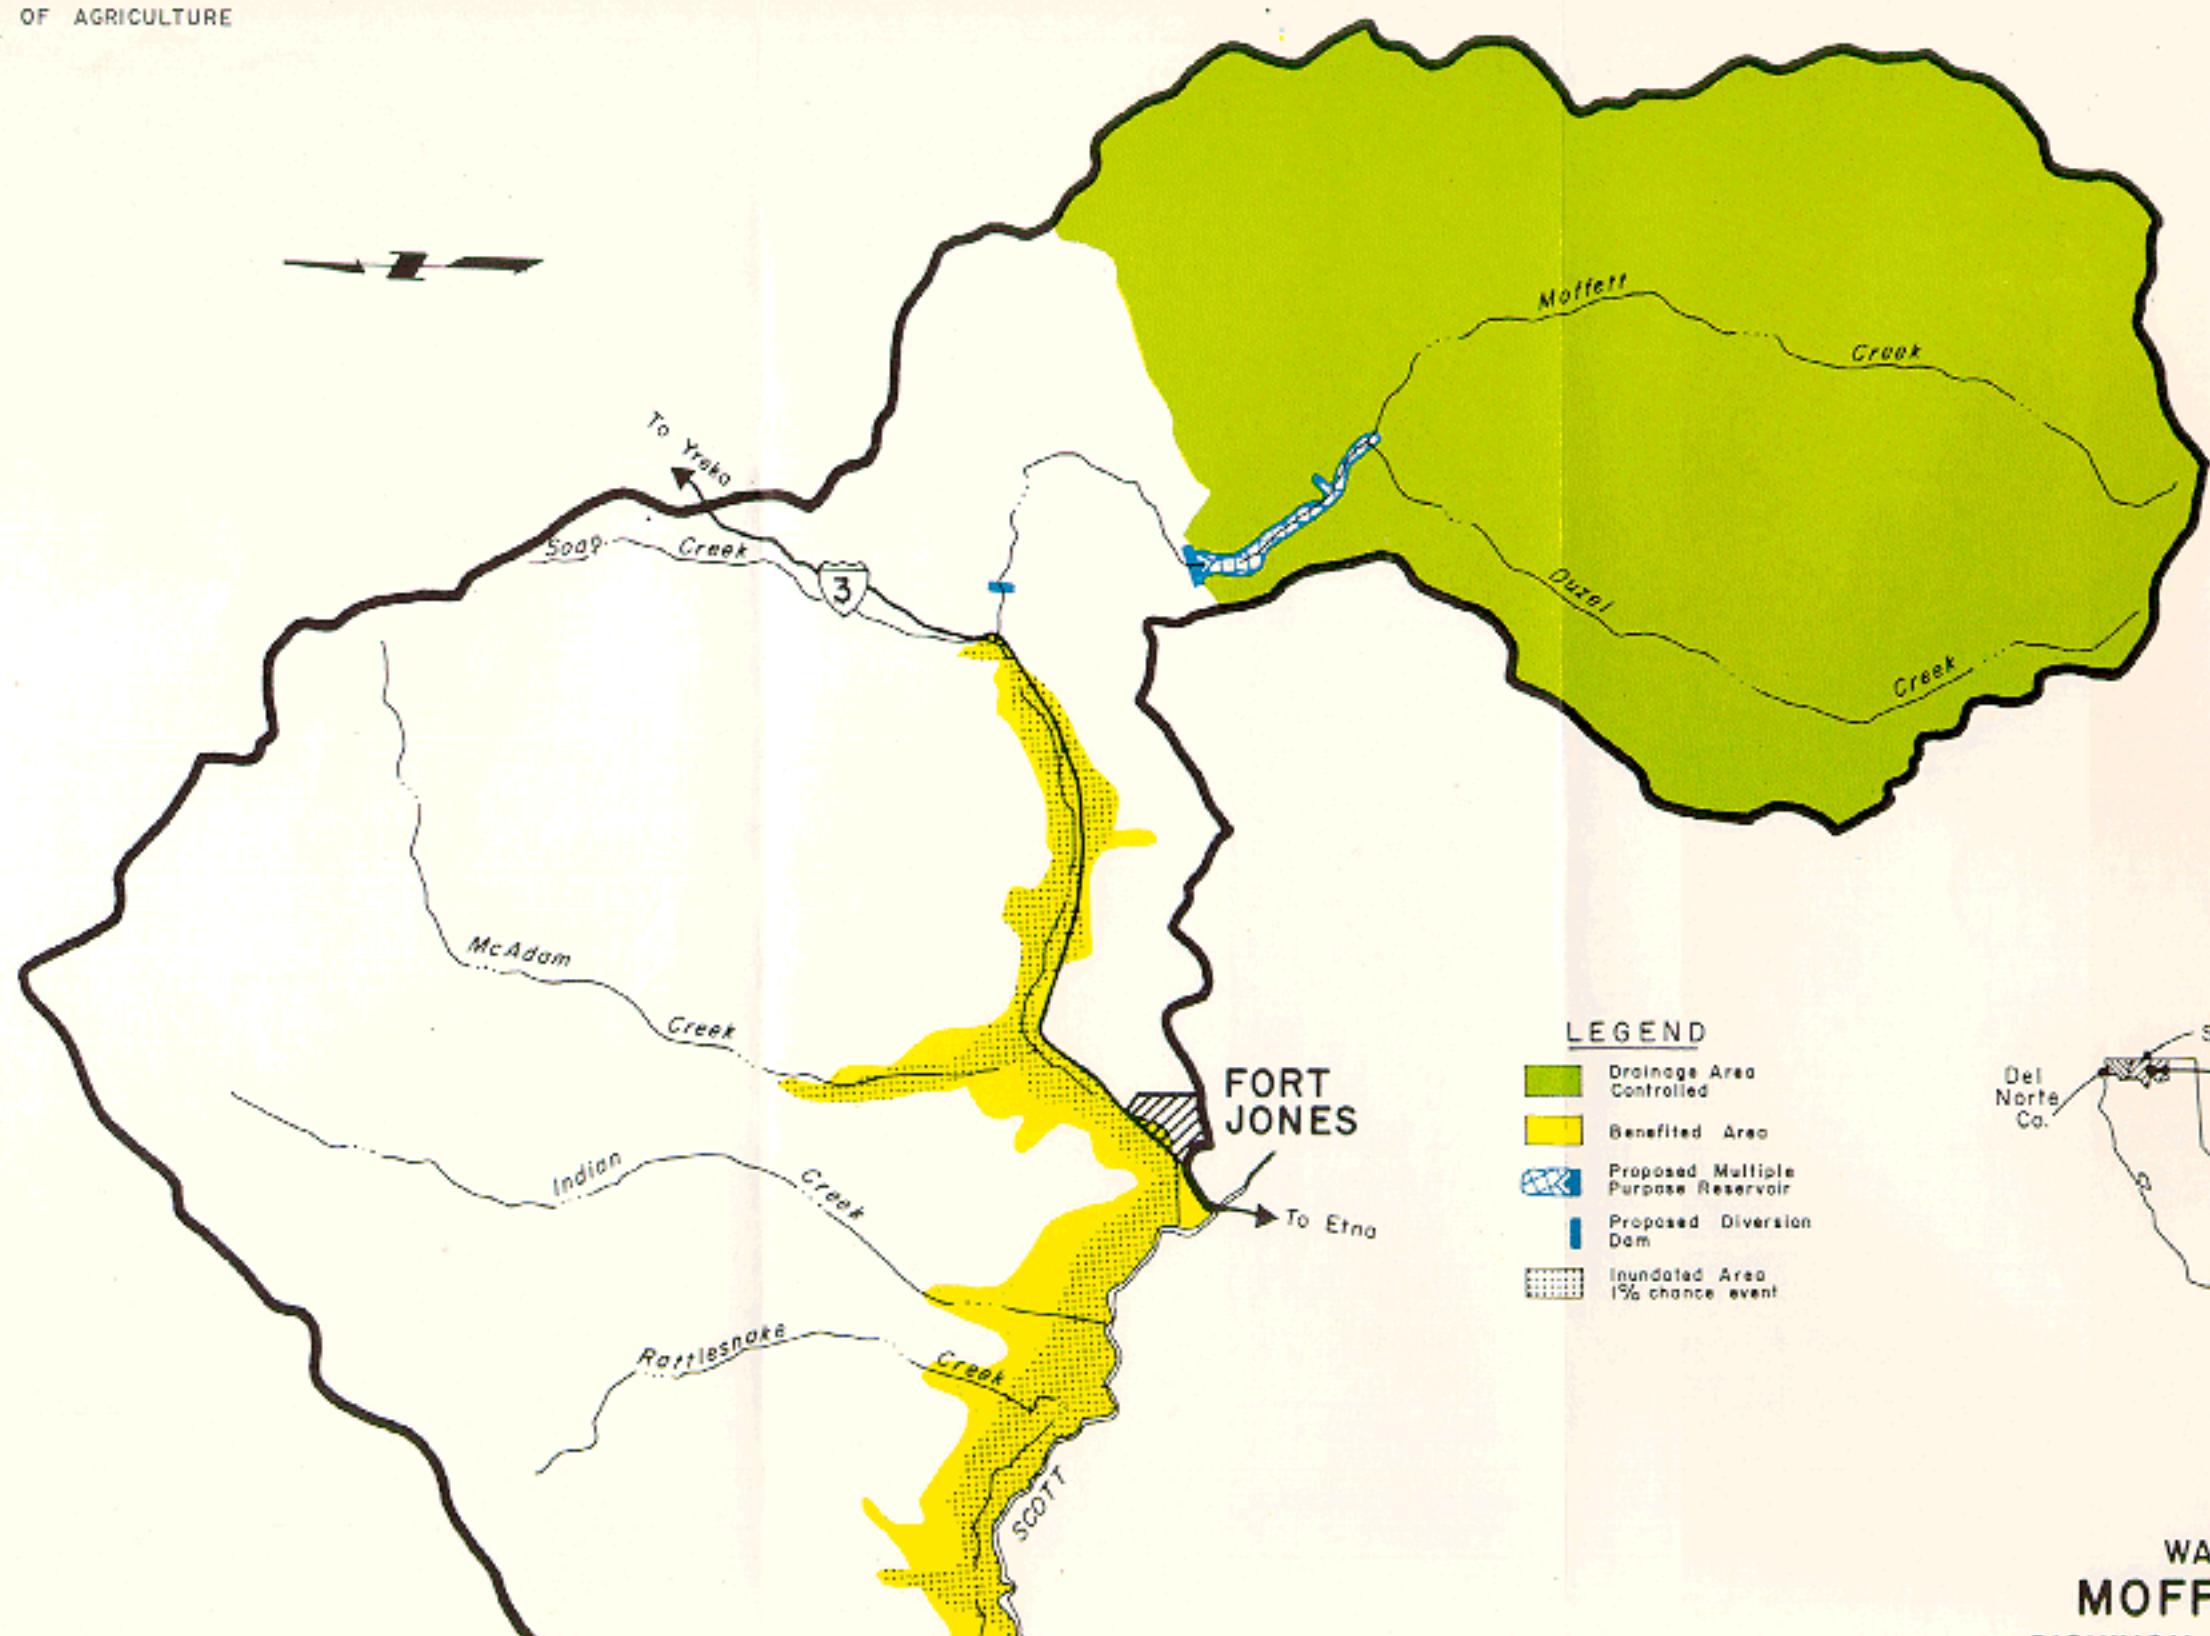 OF AGRICULTURE
Moffett
Creek
To Yreka
Soap Creek
3
Duzel
Creek
McAdam
Creek
FORT
JONES
Indian
Creek
To Etna
Rattlesnake
Creek
SCOTT
LEGEND
Drainage Area
Controlled
Benefited Area
Proposed Multiple
Purpose Reservoir
Proposed Diversion
Dam
Inundated Area
1% chance event
Del
Norte
Co.
S
WA
MOFF